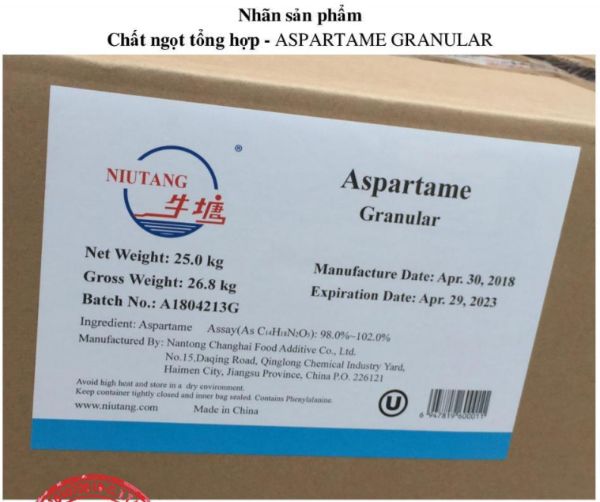 Nhãn sản phẩm
Chất ngọt tổng hợp - ASPARTAME GRANULAR
®
NIUTANG
牛塘
Aspartame
Granular
Net Weight: 25.0 kg
Gross Weight: 26.8 kg
Batch No.: A1804213G
Manufacture Date: Apr. 30, 2018
Expiration Date: Apr. 29, 2023
Ingredient: Aspartame Assay(As C₁₄H₁₈N₂O₅): 98.0%~102.0%
Manufactured By: Nantong Changhai Food Additive Co., Ltd.
No.15.Daqing Road, Qinglong Chemical Industry Yard,
Haimen City, Jiangsu Province, China P.O. 226121
Avoid high heat and store in a dry environment.
Keep container tightly closed and inner bag sealed. Contains Phenylalanine.
www.niutang.com Made in China
U
6 947819 600011